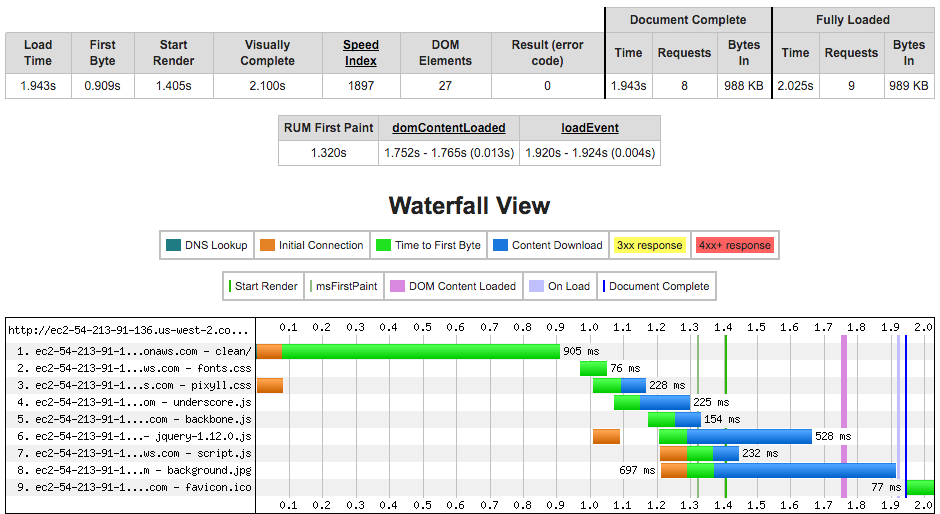 Document Complete Fully Loaded
Load Time First Byte Start Render Visually Complete Speed Index DOM Elements Result (error code) Time Requests Bytes In Time Requests Bytes In
1.943s 0.909s 1.405s 2.100s 1897 27 0 1.943s 8 988 KB 2.025s 9 989 KB
RUM First Paint domContentLoaded loadEvent
1.320s 1.752s - 1.765s (0.013s) 1.920s - 1.924s (0.004s)
Waterfall View
DNS Lookup Initial Connection Time to First Byte Content Download 3xx response 4xx+ response
Start Render msFirstPaint DOM Content Loaded On Load Document Complete
http://ec2-54-213-91-136.us-west-2.co... 0.1 0.2 0.3 0.4 0.5 0.6 0.7 0.8 0.9 1.0 1.1 1.2 1.3 1.4 1.5 1.6 1.7 1.8 1.9 2.0
1. ec2-54-213-91-1...onaws.com - clean/ 905 ms
2. ec2-54-213-91-1...ws.com - fonts.css 76 ms
3. ec2-54-213-91-1...s.com - pixyll.css 228 ms
4. ec2-54-213-91-1...om - underscore.js 225 ms
5. ec2-54-213-91-1....com - backbone.js 154 ms
6. ec2-54-213-91-1...- jquery-1.12.0.js 528 ms
7. ec2-54-213-91-1...ws.com - script.js 232 ms
8. ec2-54-213-91-1...m - background.jpg 697 ms
9. ec2-54-213-91-1....com - favicon.ico 77 ms
0.1 0.2 0.3 0.4 0.5 0.6 0.7 0.8 0.9 1.0 1.1 1.2 1.3 1.4 1.5 1.6 1.7 1.8 1.9 2.0